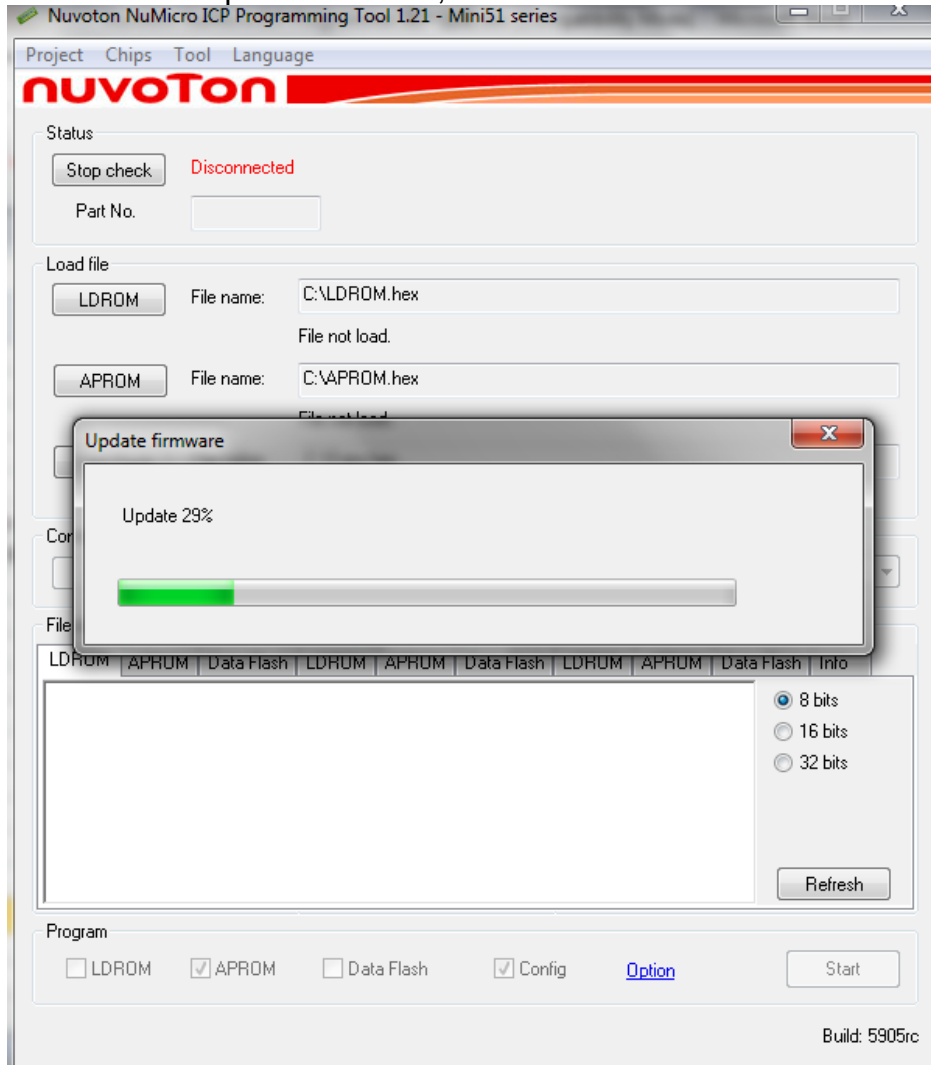 Nuvoton NuMicro ICP Programming Tool 1.21 - Mini51 series
Project Chips Tool Language
nuvoTon
Status
Stop check Disconnected
Part No.
Load file
LDROM File name: C:\LDROM.hex
File not load.
APROM File name: C:\APROM.hex
File not load.
Update firmware
Update 29%
File
LDROM APROM Data Flash LDROM APROM Data Flash LDROM APROM Data Flash Info
8 bits
16 bits
32 bits
Refresh
Program
LDROM APROM Data Flash Config Option Start
Build: 5905rc